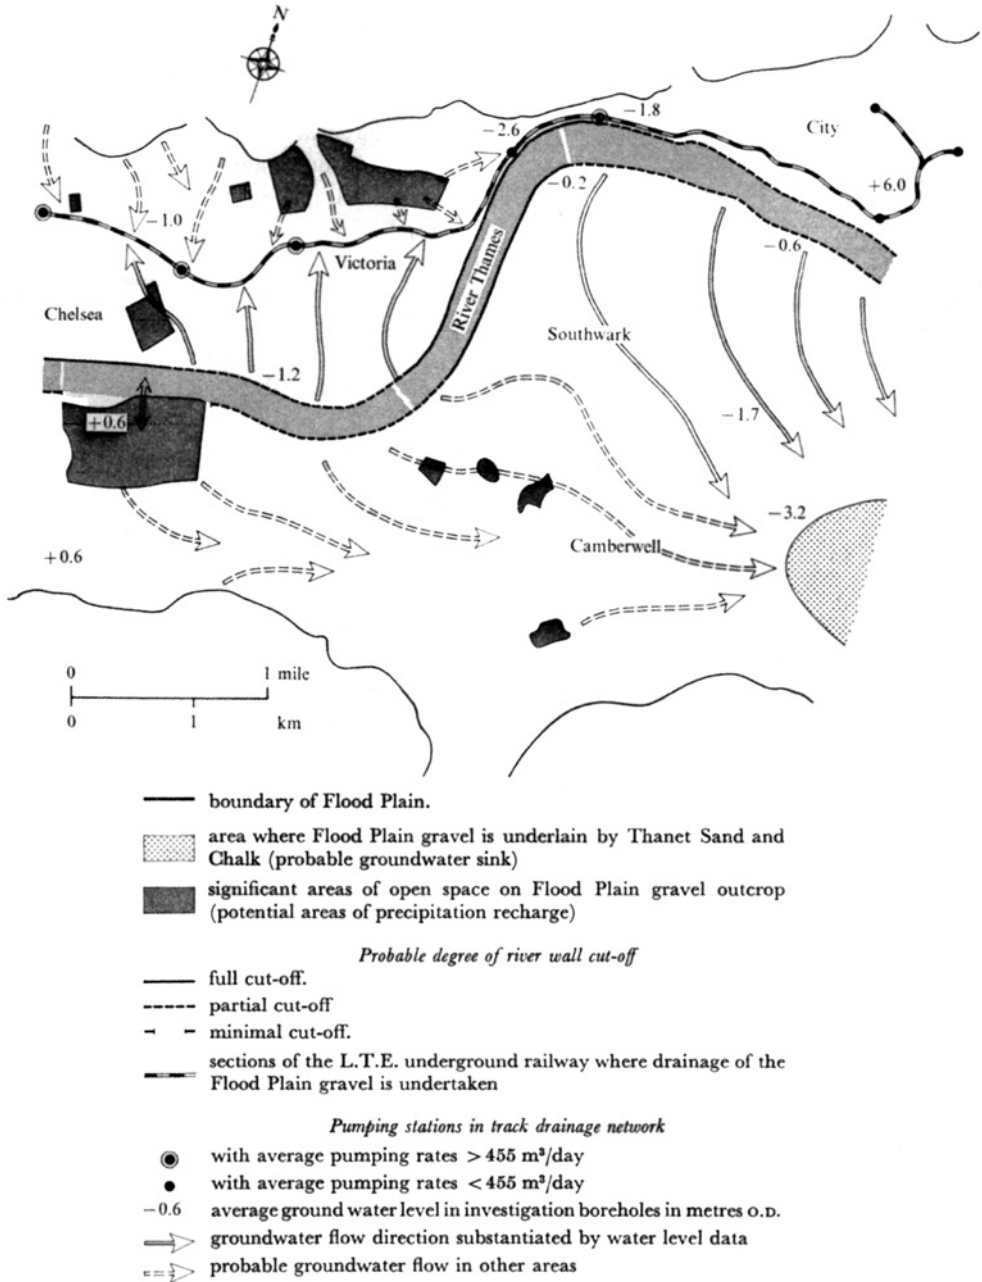 N
−1.8
−2.6
City
−0.2
+6.0
−1.0
−0.6
Victoria
River Thames
Chelsea
Southwark
−1.2
−1.7
+0.6
−3.2
Camberwell
+0.6
0 1 mile
0 1 km
boundary of Flood Plain.
area where Flood Plain gravel is underlain by Thanet Sand and
Chalk (probable groundwater sink)
significant areas of open space on Flood Plain gravel outcrop
(potential areas of precipitation recharge)
Probable degree of river wall cut-off
full cut-off.
partial cut-off
minimal cut-off.
sections of the L.T.E. underground railway where drainage of the
Flood Plain gravel is undertaken
Pumping stations in track drainage network
with average pumping rates > 455 m³/day
with average pumping rates < 455 m³/day
−0.6 average ground water level in investigation boreholes in metres O.D.
groundwater flow direction substantiated by water level data
probable groundwater flow in other areas